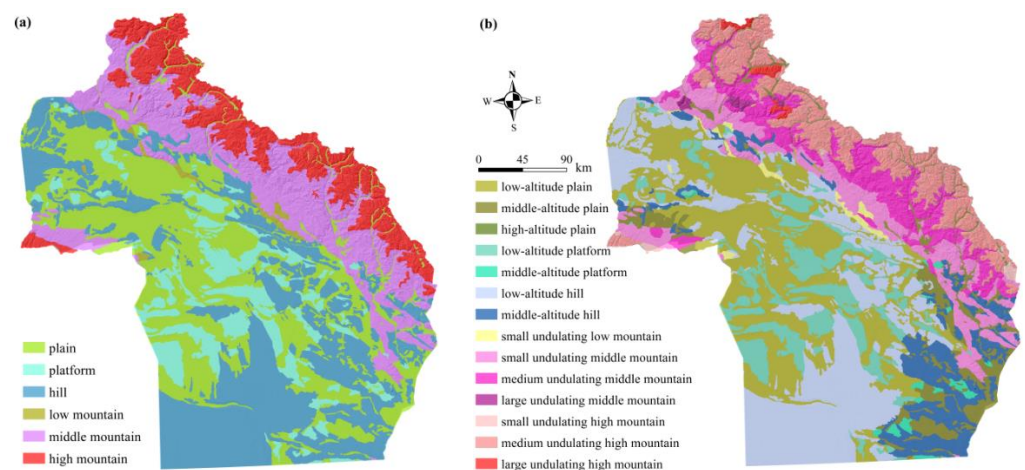 (a)
plain
platform
hill
low mountain
middle mountain
high mountain
(b)
N
W E
S
0 45 90
km
low-altitude plain
middle-altitude plain
high-altitude plain
low-altitude platform
middle-altitude platform
low-altitude hill
middle-altitude hill
small undulating low mountain
small undulating middle mountain
medium undulating middle mountain
large undulating middle mountain
small undulating high mountain
medium undulating high mountain
large undulating high mountain